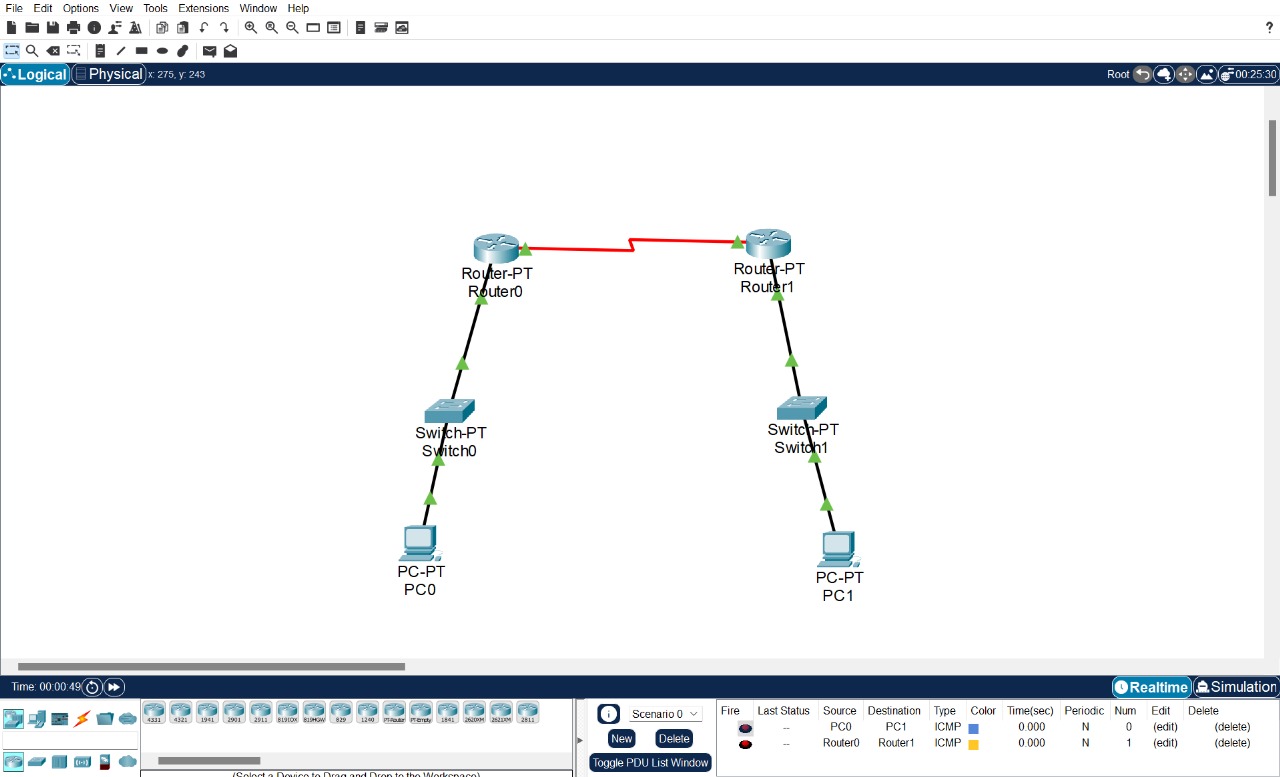 File Edit Options View Tools Extensions Window Help
?
Logical Physical x: 275, y: 243 Root 00:25:30
Router-PT
Router0
Router-PT
Router1
Switch-PT
Switch0
Switch-PT
Switch1
PC-PT
PC0
PC-PT
PC1
Time: 00:00:49 Realtime Simulation
4331 4321 1941 2901 2911 819IOX 819HGW 829 1240 PT-Router PT-Empty 1841 2620XM 2621XM 2811
(Select a Device to Drag and Drop to the Workspace)
Scenario 0
New Delete
Toggle PDU List Window
Fire Last Status Source Destination Type Color Time(sec) Periodic Num Edit Delete
-- PC0 PC1 ICMP 0.000 N 0 (edit) (delete)
-- Router0 Router1 ICMP 0.000 N 1 (edit) (delete)